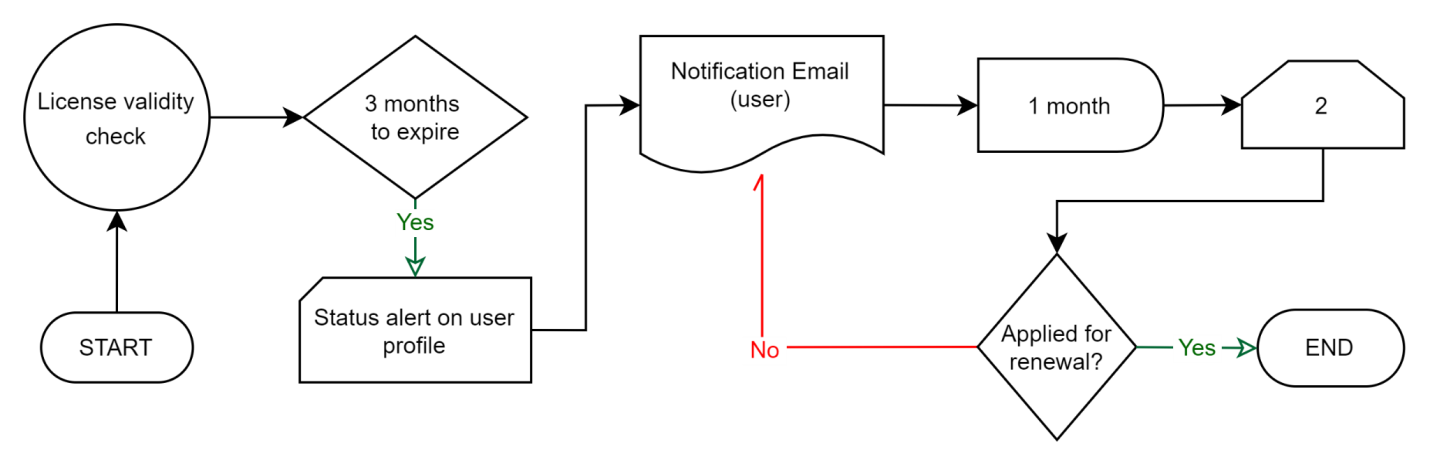 License validity
check
3 months
to expire
Yes
Status alert on user
profile
START
Notification Email
(user)
1 month
2
Applied for
renewal?
No
Yes
END